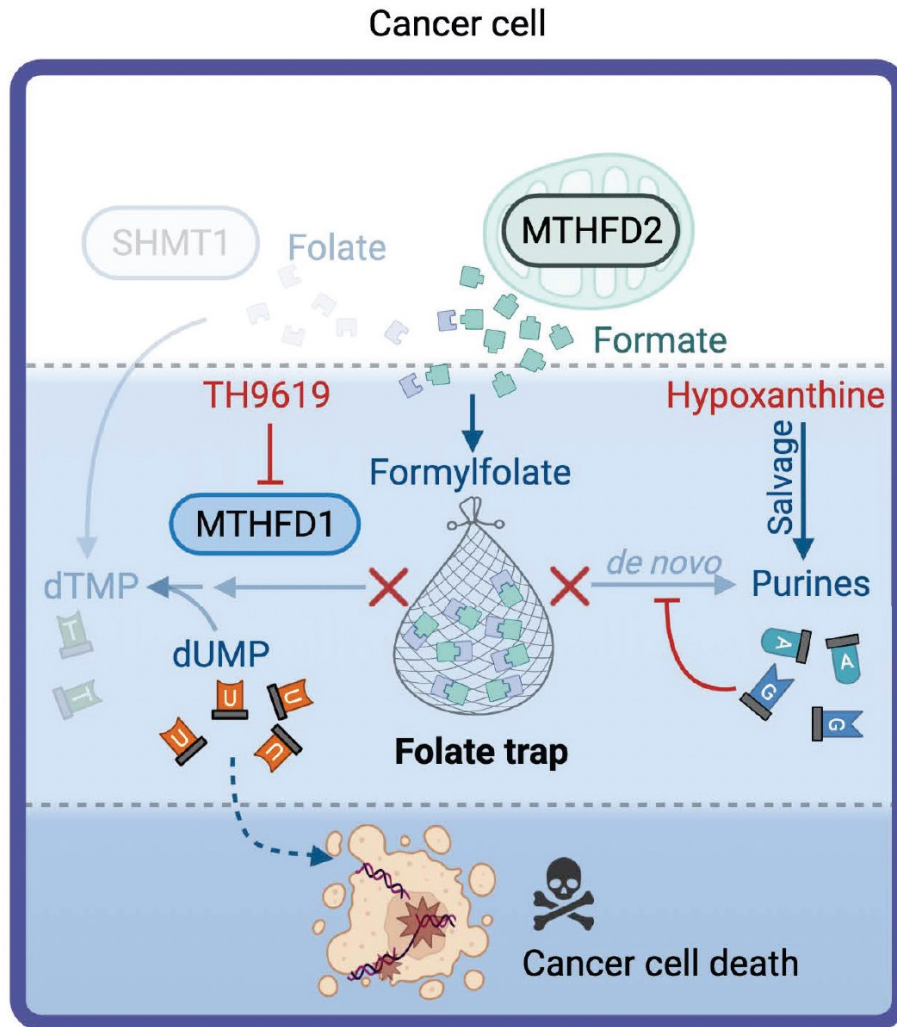 Cancer cell
MTHFD2
SHMT1
Folate
Formate
TH9619
Hypoxanthine
Salvage
Formylfolate
MTHFD1
de novo
dTMP
Purines
T
T
dUMP
A
A
G
G
U
U
U
U
Folate trap
Cancer cell death